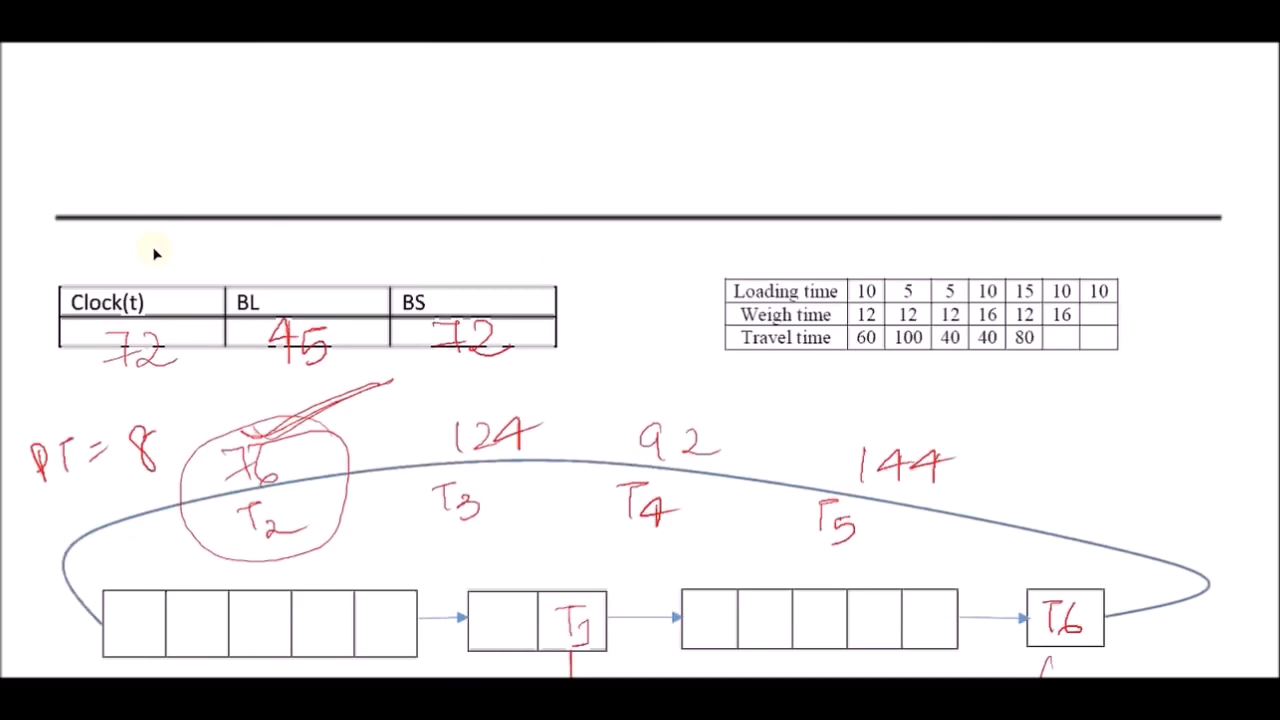 Clock(t) BL BS
72 45 72
Loading time 10 5 5 10 15 10 10
Weigh time 12 12 12 16 12 16
Travel time 60 100 40 40 80
PT = 8 76 124 92 144
T2 T3 T4 T5
T1 T6